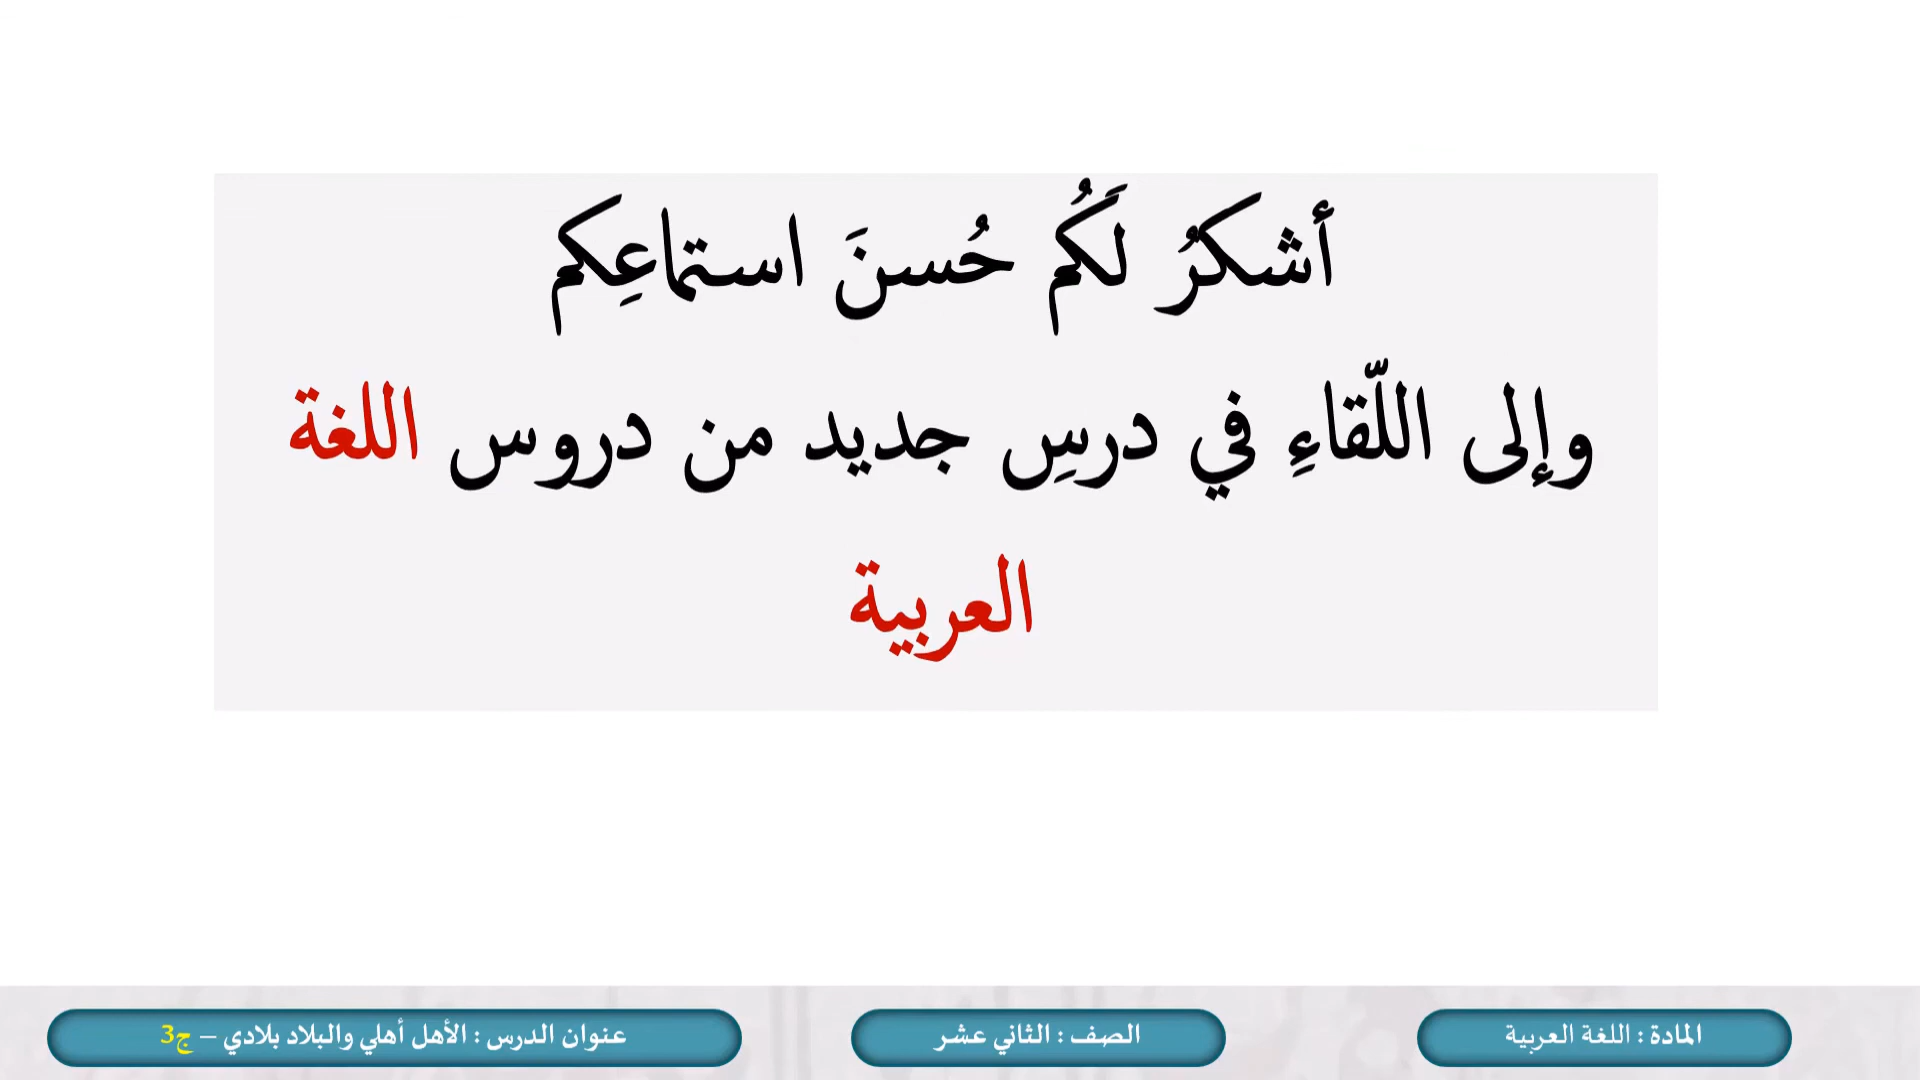 أشكرُ لَكُم حُسنَ استماعِكم
وإلى اللّقاءِ في درسِ جديد من دروس اللغة
العربية
المادة : اللغة العربية
الصف : الثاني عشر
عنوان الدرس : الأهل أهلي والبلاد بلادي – ج3